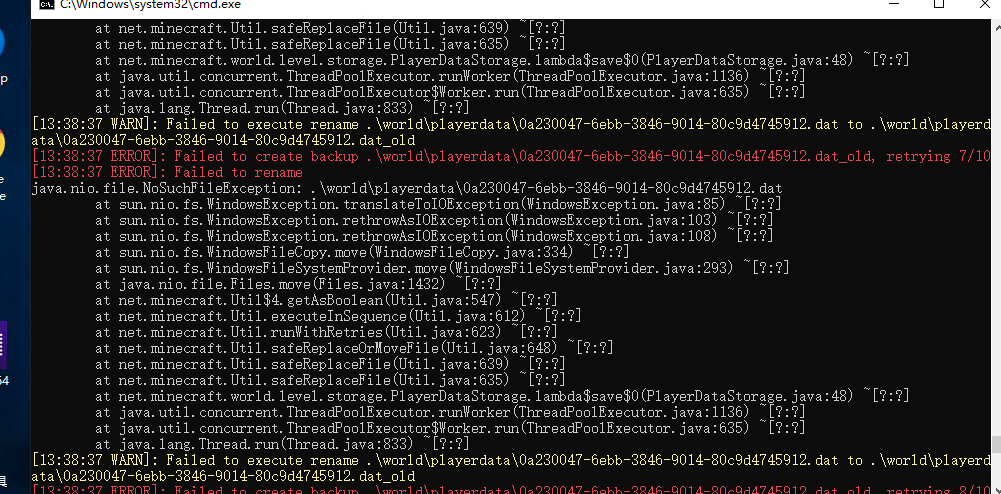 C:\Windows\system32\cmd.exe
at net.minecraft.Util.safeReplaceFile(Util.java:639) ~[?:?]
at net.minecraft.Util.safeReplaceFile(Util.java:635) ~[?:?]
at net.minecraft.world.level.storage.PlayerDataStorage.lambda$save$0(PlayerDataStorage.java:48) ~[?:?]
at java.util.concurrent.ThreadPoolExecutor.runWorker(ThreadPoolExecutor.java:1136) ~[?:?]
at java.util.concurrent.ThreadPoolExecutor$Worker.run(ThreadPoolExecutor.java:635) ~[?:?]
at java.lang.Thread.run(Thread.java:833) ~[?:?]
[13:38:37 WARN]: Failed to execute rename .\world\playerdata\0a230047-6ebb-3846-9014-80c9d4745912.dat to .\world\playerd
ata\0a230047-6ebb-3846-9014-80c9d4745912.dat_old
[13:38:37 ERROR]: Failed to create backup .\world\playerdata\0a230047-6ebb-3846-9014-80c9d4745912.dat_old, retrying 7/10
[13:38:37 ERROR]: Failed to rename
java.nio.file.NoSuchFileException: .\world\playerdata\0a230047-6ebb-3846-9014-80c9d4745912.dat
at sun.nio.fs.WindowsException.translateToIOException(WindowsException.java:85) ~[?:?]
at sun.nio.fs.WindowsException.rethrowAsIOException(WindowsException.java:103) ~[?:?]
at sun.nio.fs.WindowsException.rethrowAsIOException(WindowsException.java:108) ~[?:?]
at sun.nio.fs.WindowsFileCopy.move(WindowsFileCopy.java:334) ~[?:?]
at sun.nio.fs.WindowsFileSystemProvider.move(WindowsFileSystemProvider.java:293) ~[?:?]
at java.nio.file.Files.move(Files.java:1432) ~[?:?]
at net.minecraft.Util$4.getAsBoolean(Util.java:547) ~[?:?]
at net.minecraft.Util.executeInSequence(Util.java:612) ~[?:?]
at net.minecraft.Util.runWithRetries(Util.java:623) ~[?:?]
at net.minecraft.Util.safeReplaceOrMoveFile(Util.java:648) ~[?:?]
at net.minecraft.Util.safeReplaceFile(Util.java:639) ~[?:?]
at net.minecraft.Util.safeReplaceFile(Util.java:635) ~[?:?]
at net.minecraft.world.level.storage.PlayerDataStorage.lambda$save$0(PlayerDataStorage.java:48) ~[?:?]
at java.util.concurrent.ThreadPoolExecutor.runWorker(ThreadPoolExecutor.java:1136) ~[?:?]
at java.util.concurrent.ThreadPoolExecutor$Worker.run(ThreadPoolExecutor.java:635) ~[?:?]
at java.lang.Thread.run(Thread.java:833) ~[?:?]
[13:38:37 WARN]: Failed to execute rename .\world\playerdata\0a230047-6ebb-3846-9014-80c9d4745912.dat to .\world\playerd
ata\0a230047-6ebb-3846-9014-80c9d4745912.dat_old
[13:38:37 ERROR]: Failed to create backup .\world\playerdata\0a230047-6ebb-3846-9014-80c9d4745912.dat_old, retrying 8/10